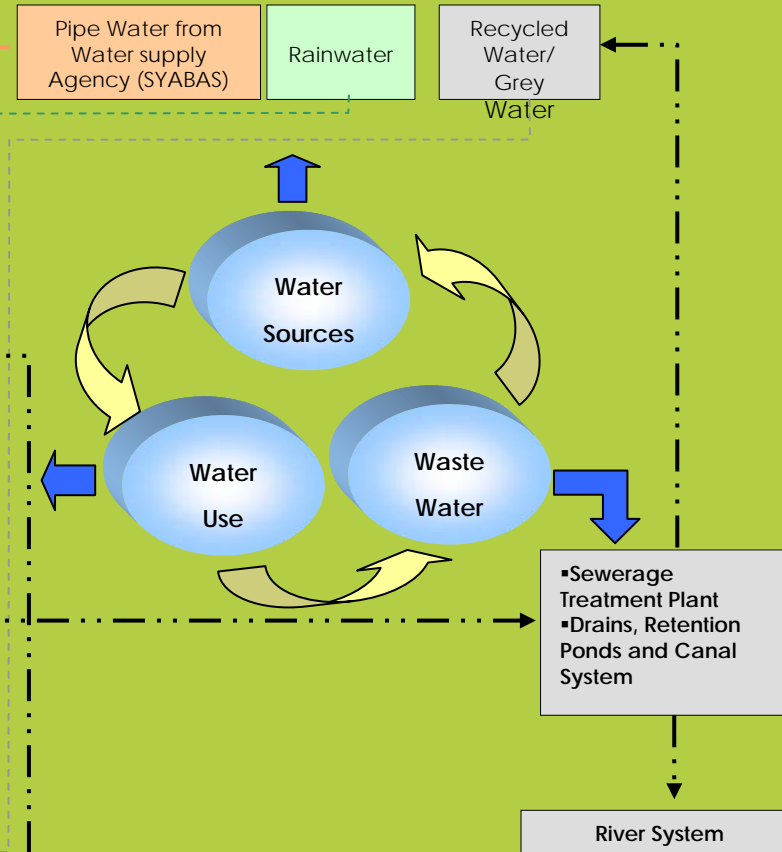 Pipe Water from
Water supply
Agency (SYABAS)
Rainwater
Recycled
Water/
Grey
Water
Water
Sources
Water
Use
Waste
Water
▪Sewerage
Treatment Plant
▪Drains, Retention
Ponds and Canal
System
River System